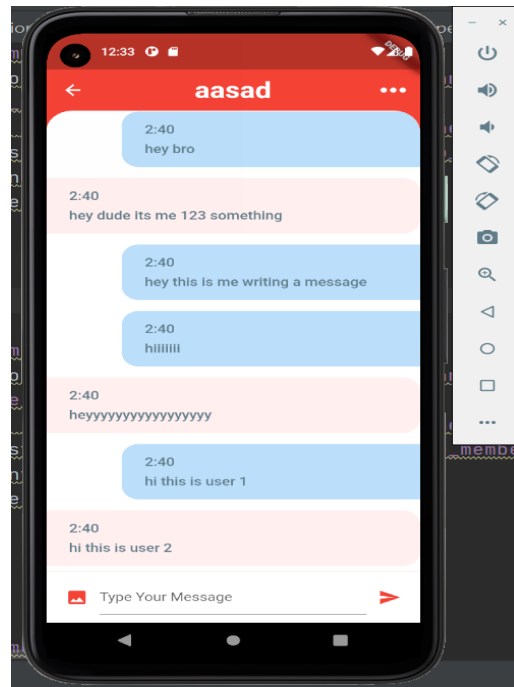 12:33
DEBUG
aasad
2:40
hey bro
2:40
hey dude its me 123 something
2:40
hey this is me writing a message
2:40
hiiiiiii
2:40
heyyyyyyyyyyyyyyyyy
2:40
hi this is user 1
2:40
hi this is user 2
Type Your Message
_membe